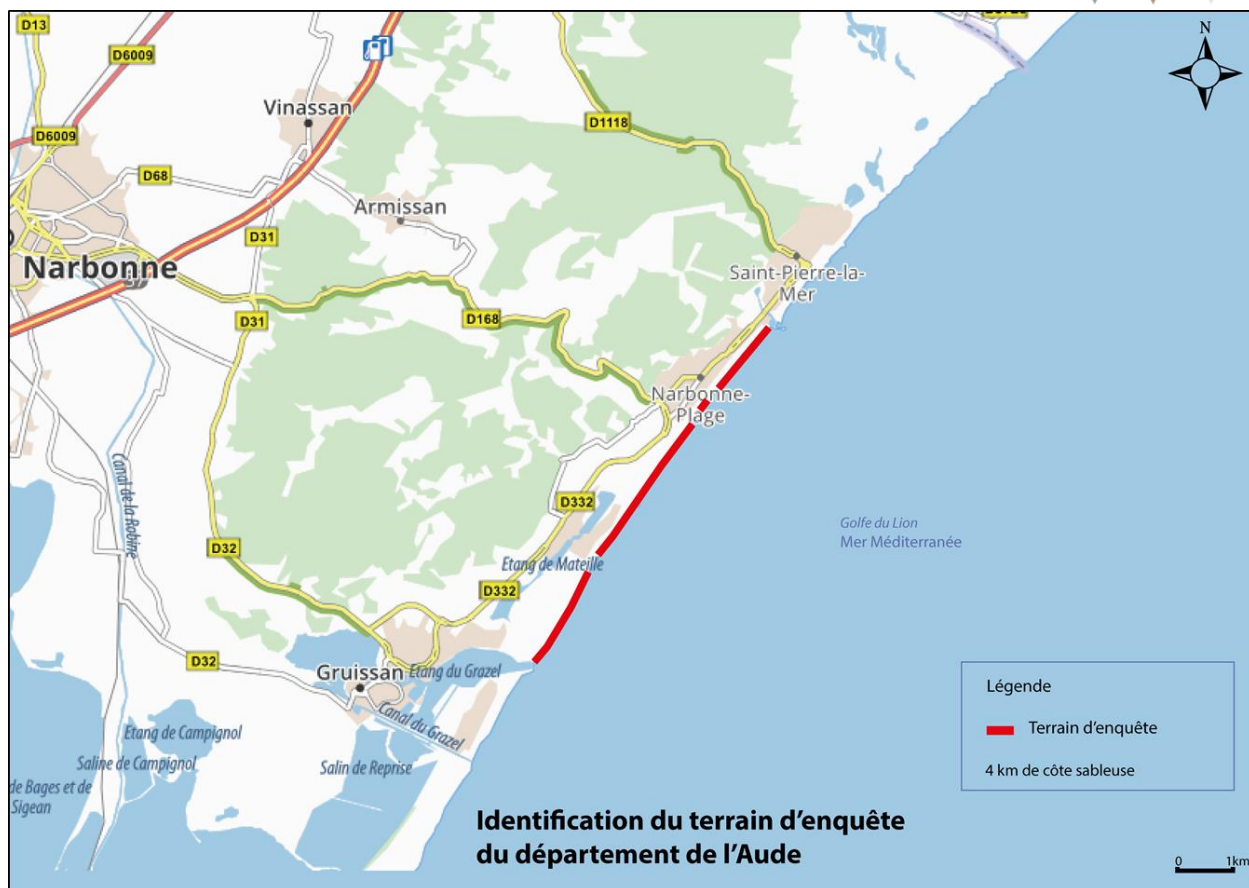 D13
D6009
N
Vinassan
D1118
D6009
D68
Armissan
D31
Narbonne
Saint-Pierre-la-
Mer
D31
D168
Narbonne-
Plage
Canal de la Robine
D332
Golfe du Lion
Mer Méditerranée
D32
Etang de Mateille
D332
D32
Gruissan
Etang du Grazel
Légende
Canal du Grazel
Terrain d'enquête
Etang de Campignol
Saline de Campignol
Salin de Reprise
4 km de côte sableuse
de Bages et de
Sigean
Identification du terrain d'enquête
du département de l'Aude
0 1km